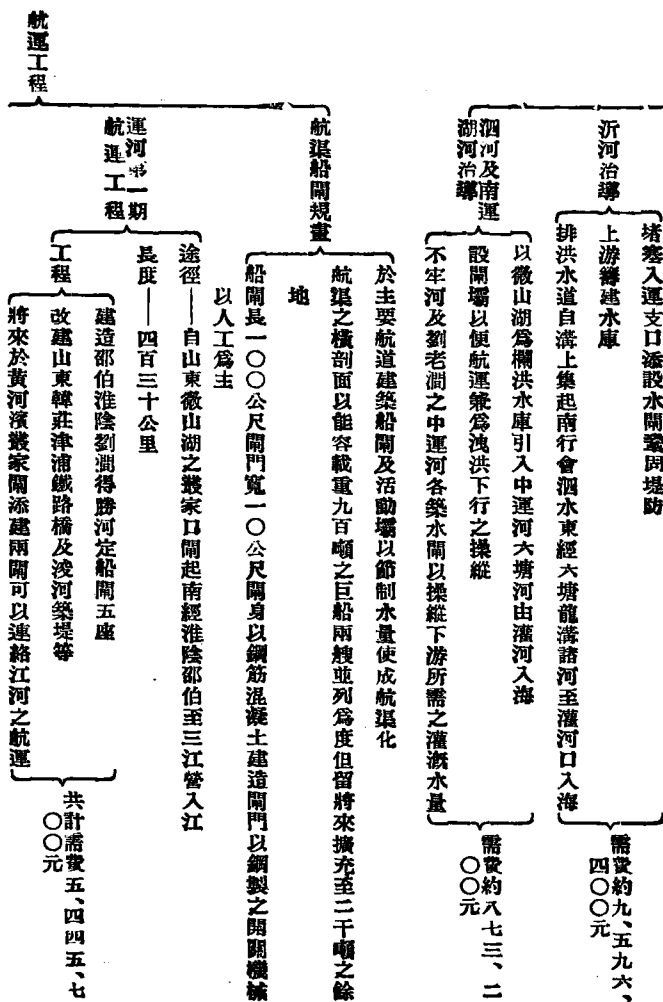 沂河治導
堵塞入運支口添設水閘鞏固堤防
上游籌建水庫
排洪水道自溝上集起南行會泗水東經六塘龍溝諸河至灌河口入海
需費約九、五九六、
四〇〇元
泗河及南運
湖河治導
以微山湖爲欄洪水庫引入中運河六塘河由灌河入海
設閘壩以便航運兼爲洩洪下行之操縱
不牢河及劉老澗之中運河各築水閘以操縱下游所需之灌漑水量
需費約八七三、二
〇〇元
航運工程
航渠船閘規畫
於主要航道建築船閘及活動壩以節制水量使成航渠化
航渠之橫剖面以能容載重九百噸之巨船兩艘並列爲度但留將來擴充至二千噸之餘
地
船閘長一〇〇公尺閘門寬一〇公尺閘身以鋼筋混凝土建造閘門以鋼製之開關機械
以人工爲主
運河第一期
航運工程
途徑——自山東微山湖之叢家口閘起南經淮陰邵伯至三江營入江
長度——四百三十公里
工程
建造邵伯淮陰劉澗得勝河定船閘五座
改建山東韓莊津浦鐵路橋及浚河築堤等
將來於黃河濱叢家閘添建兩閘可以連絡江河之航運
共計需費五、四四五、七
〇〇元